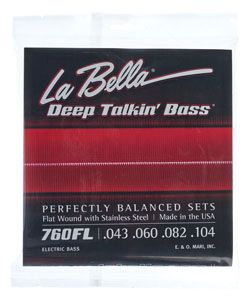 La Bella
Deep Talkin' Bass®
PERFECTLY BALANCED SETS
Flat Wound with Stainless Steel | Made in the USA
760FL .043 .060 .082 .104
ELECTRIC BASS E. & O. MARI, INC.